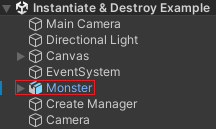 Instantiate & Destroy Example
Main Camera
Directional Light
Canvas
EventSystem
Monster
Create Manager
Camera